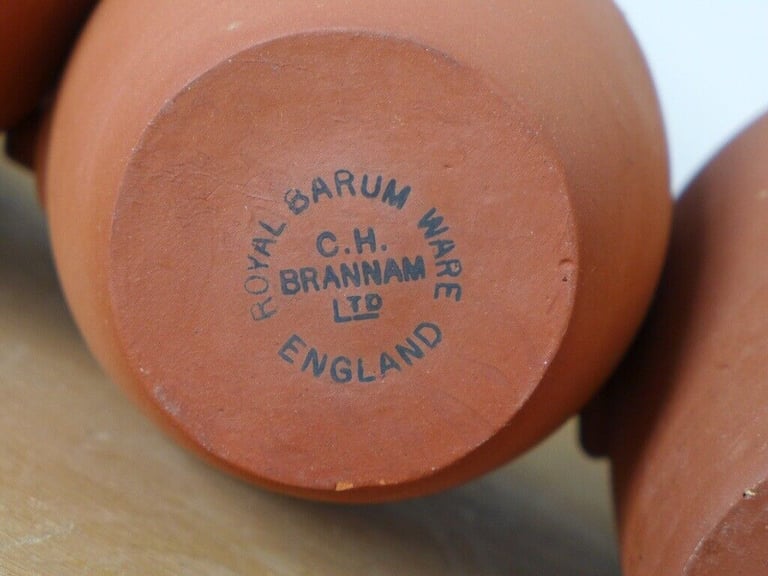 ROYAL BARUM WARE
C.H.
BRANNAM
LTD
ENGLAND